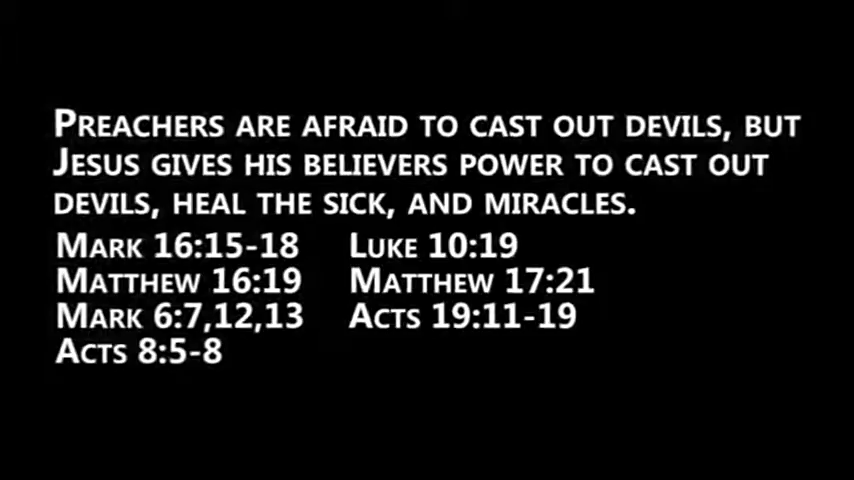 Preachers are afraid to cast out devils, but
Jesus gives his believers power to cast out
devils, heal the sick, and miracles.
Mark 16:15-18 Luke 10:19
Matthew 16:19 Matthew 17:21
Mark 6:7,12,13 Acts 19:11-19
Acts 8:5-8